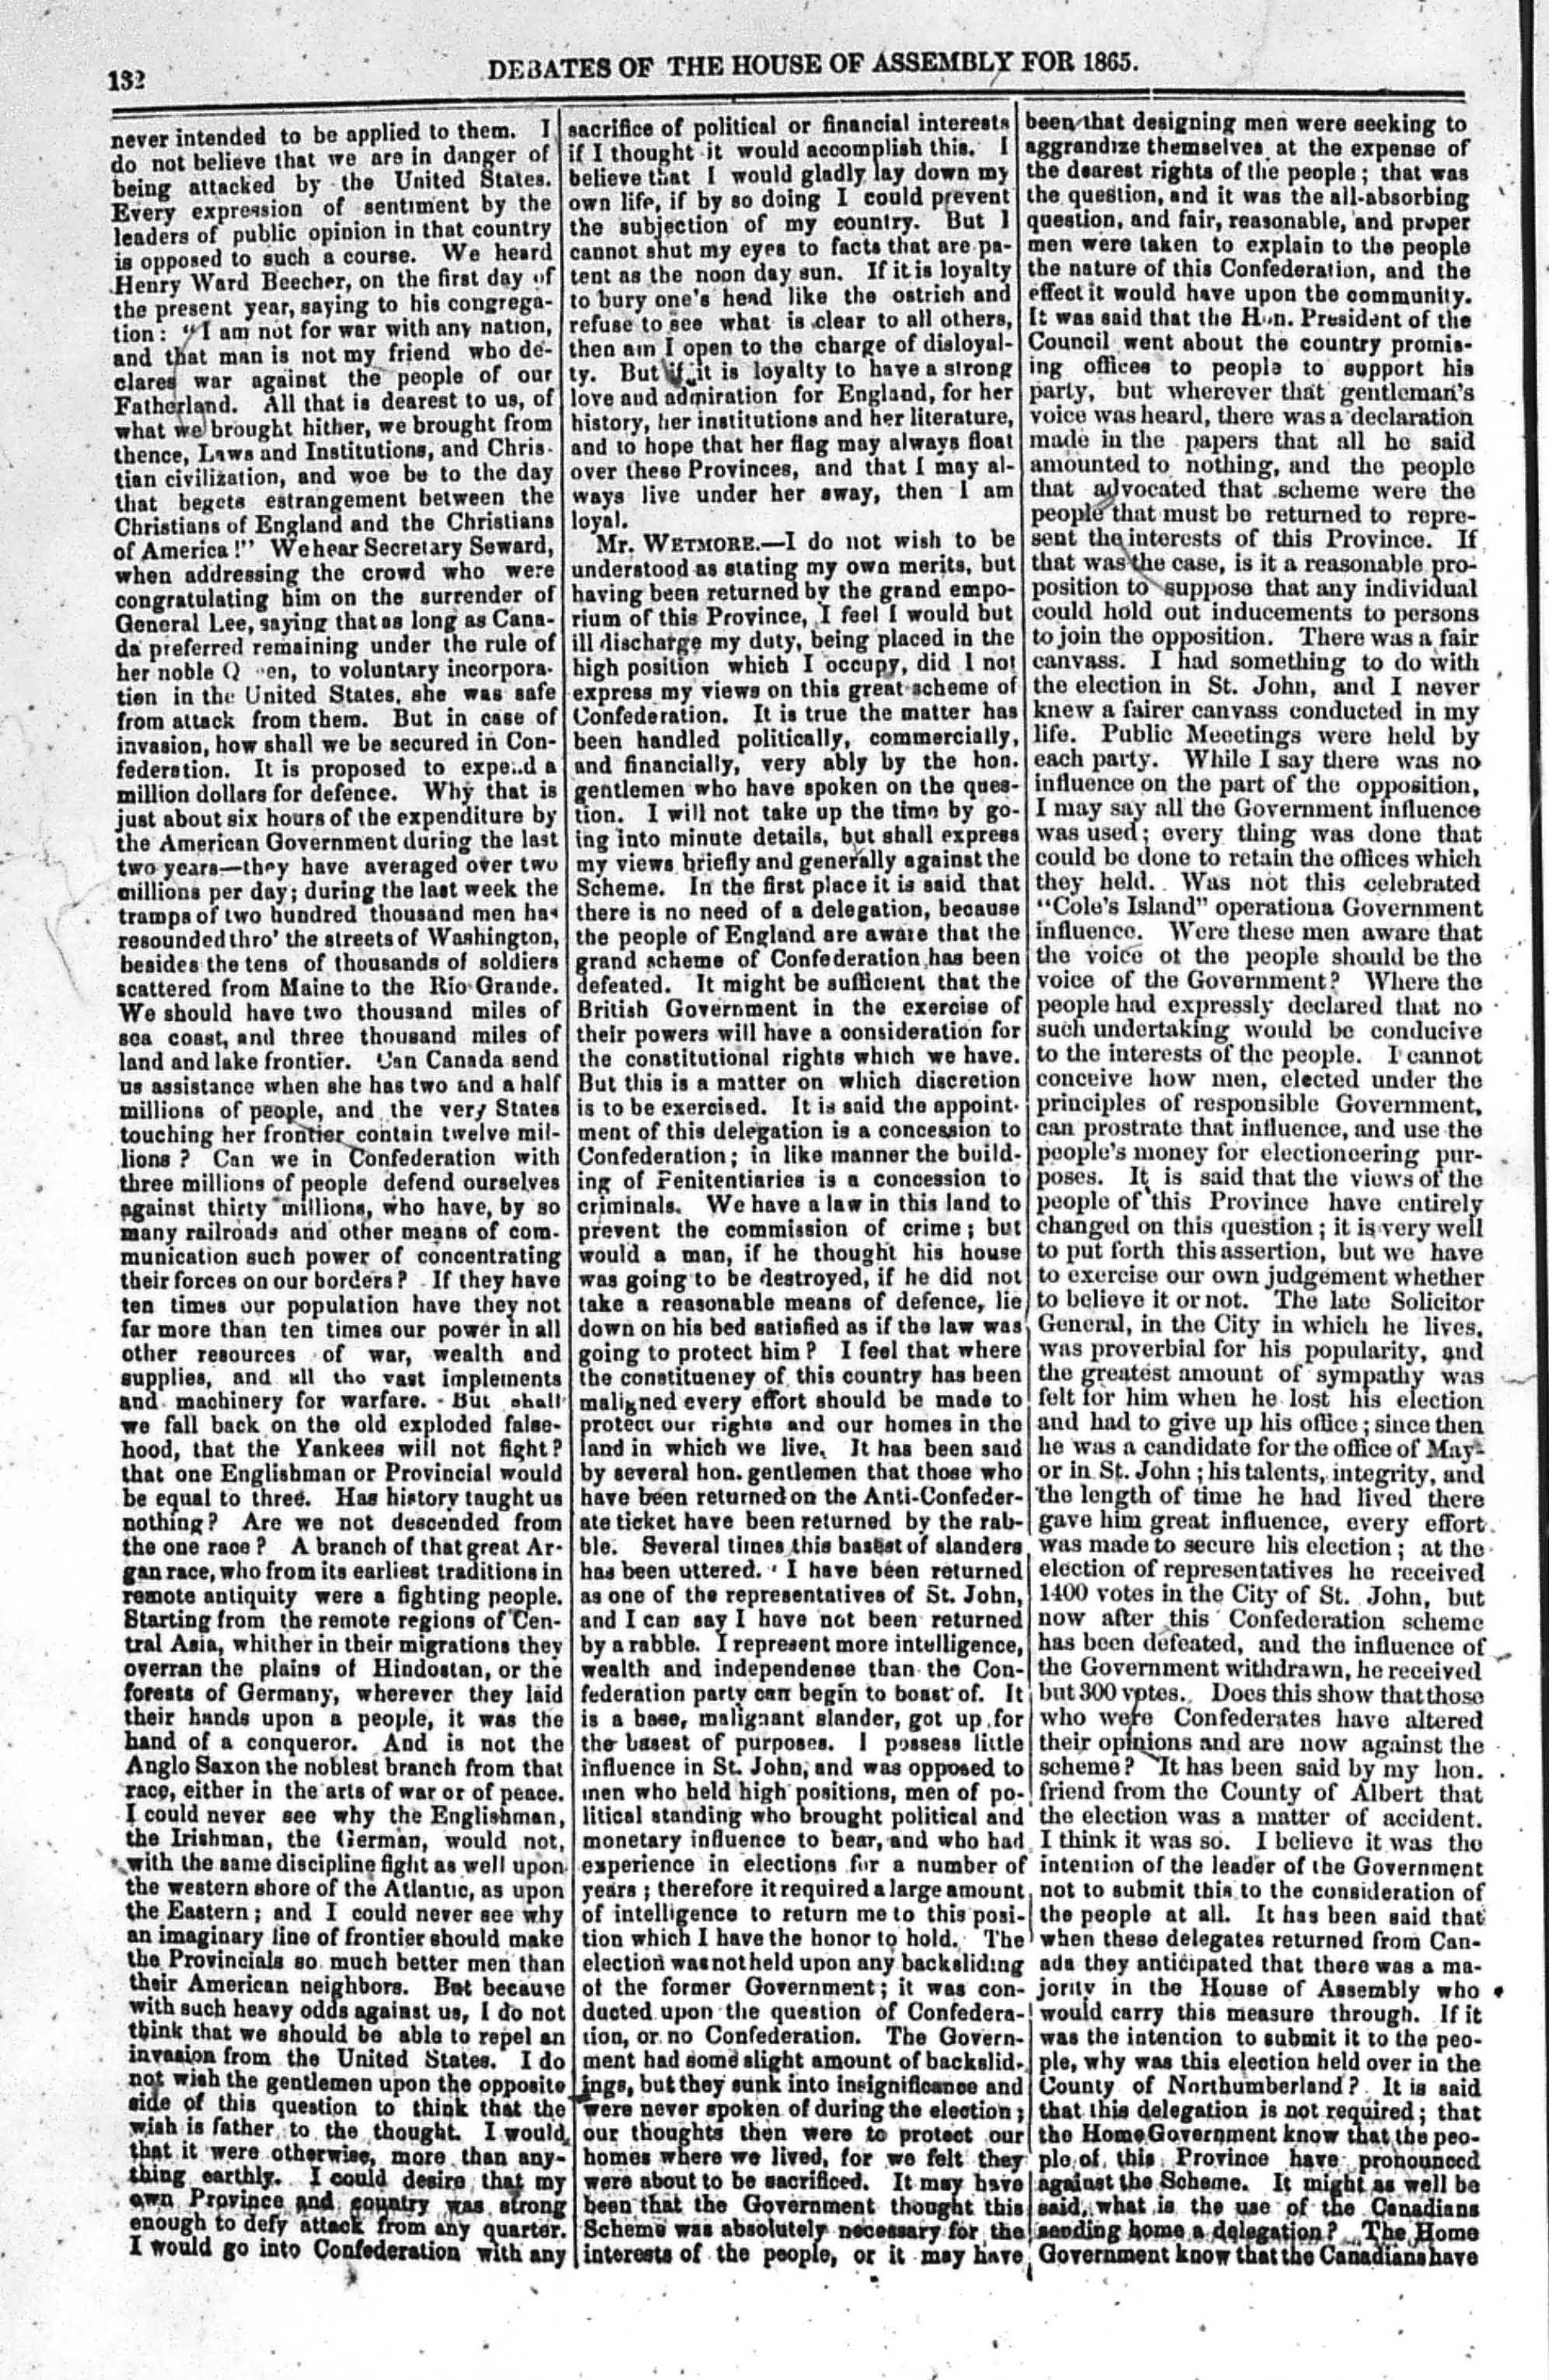 132
DEBATES OF THE HOUSE OF ASSEMBLY FOR 1865.
never intended to be applied to them. I
do not believe that we are in danger of
being attacked by the United States.
Every expression of sentiment by the
leaders of public opinion in that country
is opposed to such a course. We heard
Henry Ward Beecher, on the first day of
the present year, saying to his congrega-
tion: "I am not for war with any nation,
and that man is not my friend who de-
clares war against the people of our
Fatherland. All that is dearest to us, of
what we brought hither, we brought from
thence, Laws and Institutions, and Chris-
tian civilization, and woe be to the day
that begets estrangement between the
Christians of England and the Christians
of America!" We hear Secretary Seward,
when addressing the crowd who were
congratulating him on the surrender of
General Lee, saying that as long as Cana-
da preferred remaining under the rule of
her noble Q en, to voluntary incorpora-
tion in the United States, she was safe
from attack from them. But in case of
invasion, how shall we be secured in Con-
federation. It is proposed to expend a
million dollars for defence. Why that is
just about six hours of the expenditure by
the American Government during the last
two years—they have averaged over two
millions per day; during the last week the
tramps of two hundred thousand men has
resounded thro' the streets of Washington,
besides the tens of thousands of soldiers
scattered from Maine to the Rio Grande.
We should have two thousand miles of
sea coast, and three thousand miles of
land and lake frontier. Can Canada send
us assistance when she has two and a half
millions of people, and the very States
touching her frontier contain twelve mil-
lions? Can we in Confederation with
three millions of people defend ourselves
against thirty millions, who have, by so
many railroads and other means of com-
munication such power of concentrating
their forces on our borders? If they have
ten times our population have they not
far more than ten times our power in all
other resources of war, wealth and
supplies, and all the vast implements
and machinery for warfare. But shall
we fall back on the old exploded false-
hood, that the Yankees will not fight?
that one Englishman or Provincial would
be equal to three. Has history taught us
nothing? Are we not descended from
the one race? A branch of that great Ar-
gan race, who from its earliest traditions in
remote antiquity were a fighting people.
Starting from the remote regions of Cen-
tral Asia, whither in their migrations they
overran the plains of Hindostan, or the
forests of Germany, wherever they laid
their hands upon a people, it was the
hand of a conqueror. And is not the
Anglo Saxon the noblest branch from that
race, either in the arts of war or of peace.
I could never see why the Englishman,
the Irishman, the German, would not,
with the same discipline fight as well upon
the western shore of the Atlantic, as upon
the Eastern; and I could never see why
an imaginary line of frontier should make
the Provincials so much better men than
their American neighbors. But because
with such heavy odds against us, I do not
think that we should be able to repel an
invasion from the United States. I do
not wish the gentlemen upon the opposite
side of this question to think that the
wish is father to the thought. I would
that it were otherwise, more than any-
thing earthly. I could desire that my
own Province and country was strong
enough to defy attack from any quarter.
I would go into Confederation with any
sacrifice of political or financial interests
if I thought it would accomplish this. I
believe that I would gladly lay down my
own life, if by so doing I could prevent
the subjection of my country. But I
cannot shut my eyes to facts that are pa-
tent as the noon day sun. If it is loyalty
to bury one's head like the ostrich and
refuse to see what is clear to all others,
then am I open to the charge of disloyal-
ty. But if it is loyalty to have a strong
love and admiration for England, for her
history, her institutions and her literature,
and to hope that her flag may always float
over these Provinces, and that I may al-
ways live under her sway, then I am
loyal.
Mr. WETMORE.—I do not wish to be
understood as stating my own merits, but
having been returned by the grand empo-
rium of this Province, I feel I would but
ill discharge my duty, being placed in the
high position which I occupy, did I not
express my views on this great scheme of
Confederation. It is true the matter has
been handled politically, commercially,
and financially, very ably by the hon.
gentlemen who have spoken on the ques-
tion. I will not take up the time by go-
ing into minute details, but shall express
my views briefly and generally against the
Scheme. In the first place it is said that
there is no need of a delegation, because
the people of England are aware that the
grand scheme of Confederation has been
defeated. It might be sufficient that the
British Government in the exercise of
their powers will have a consideration for
the constitutional rights which we have.
But this is a matter on which discretion
is to be exercised. It is said the appoint-
ment of this delegation is a concession to
Confederation; in like manner the build-
ing of Penitentiaries is a concession to
criminals. We have a law in this land to
prevent the commission of crime; but
would a man, if he thought his house
was going to be destroyed, if he did not
take a reasonable means of defence, lie
down on his bed satisfied as if the law was
going to protect him? I feel that where
the constitueney of this country has been
maligned every effort should be made to
protect our rights and our homes in the
land in which we live. It has been said
by several hon. gentlemen that those who
have been returned on the Anti-Confeder-
ate ticket have been returned by the rab-
ble. Several times this basest of slanders
has been uttered. I have been returned
as one of the representatives of St. John,
and I can say I have not been returned
by a rabble. I represent more intelligence,
wealth and independense than the Con-
federation party can begin to boast of. It
is a base, malignant slander, got up for
the basest of purposes. I possess little
influence in St. John, and was opposed to
men who held high positions, men of po-
litical standing who brought political and
monetary influence to bear, and who had
experience in elections for a number of
years; therefore it required a large amount
of intelligence to return me to this posi-
tion which I have the honor to hold. The
election was not held upon any backsliding
of the former Government; it was con-
ducted upon the question of Confedera-
tion, or no Confederation. The Govern-
ment had some slight amount of backslid-
ings, but they sunk into insignificance and
were never spoken of during the election;
our thoughts then were to protect our
homes where we lived, for we felt they
were about to be sacrificed. It may have
been that the Government thought this
Scheme was absolutely necessary for the
interests of the people, or it may have
been that designing men were seeking to
aggrandize themselves at the expense of
the dearest rights of the people; that was
the question, and it was the all-absorbing
question, and fair, reasonable, and proper
men were taken to explain to the people
the nature of this Confederation, and the
effect it would have upon the community.
It was said that the Hon. President of the
Council went about the country promis-
ing offices to people to support his
party, but wherever that gentleman's
voice was heard, there was a declaration
made in the papers that all he said
amounted to nothing, and the people
that advocated that scheme were the
people that must be returned to repre-
sent the interests of this Province. If
that was the case, is it a reasonable pro-
position to suppose that any individual
could hold out inducements to persons
to join the opposition. There was a fair
canvass. I had something to do with
the election in St. John, and I never
knew a fairer canvass conducted in my
life. Public Meeetings were held by
each party. While I say there was no
influence on the part of the opposition,
I may say all the Government influence
was used; every thing was done that
could be done to retain the offices which
they held. Was not this celebrated
"Cole's Island" operationa Government
influence. Were these men aware that
the voice of the people should be the
voice of the Government? Where the
people had expressly declared that no
such undertaking would be conducive
to the interests of the people. I cannot
conceive how men, elected under the
principles of responsible Government,
can prostrate that influence, and use the
people's money for electioneering pur-
poses. It is said that the views of the
people of this Province have entirely
changed on this question; it is very well
to put forth this assertion, but we have
to exercise our own judgement whether
to believe it or not. The late Solicitor
General, in the City in which he lives,
was proverbial for his popularity, and
the greatest amount of sympathy was
felt for him when he lost his election
and had to give up his office; since then
he was a candidate for the office of May-
or in St. John; his talents, integrity, and
the length of time he had lived there
gave him great influence, every effort
was made to secure his election; at the
election of representatives he received
1400 votes in the City of St. John, but
now after this Confederation scheme
has been defeated, and the influence of
the Government withdrawn, he received
but 300 votes. Does this show that those
who were Confederates have altered
their opinions and are now against the
scheme? It has been said by my hon.
friend from the County of Albert that
the election was a matter of accident.
I think it was so. I believe it was the
intention of the leader of the Government
not to submit this to the consideration of
the people at all. It has been said that
when these delegates returned from Can-
ada they anticipated that there was a ma-
jority in the House of Assembly who
would carry this measure through. If it
was the intention to submit it to the peo-
ple, why was this election held over in the
County of Northumberland? It is said
that this delegation is not required; that
the Home Government know that the peo-
ple of this Province have pronounced
against the Scheme. It might as well be
said, what is the use of the Canadians
sending home a delegation? The Home
Government know that the Canadians have